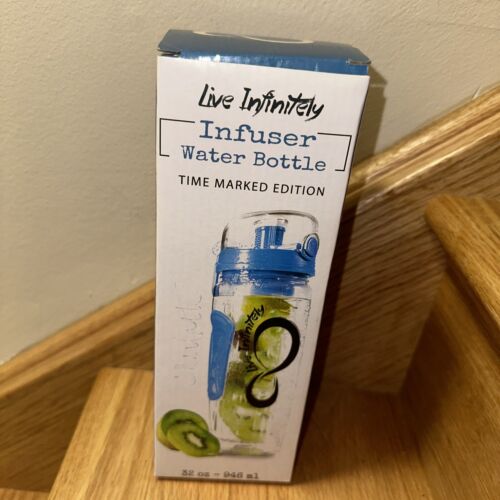 Live Infinitely
Infuser
Water Bottle
TIME MARKED EDITION
Live Infinitely
32 oz - 946 ml